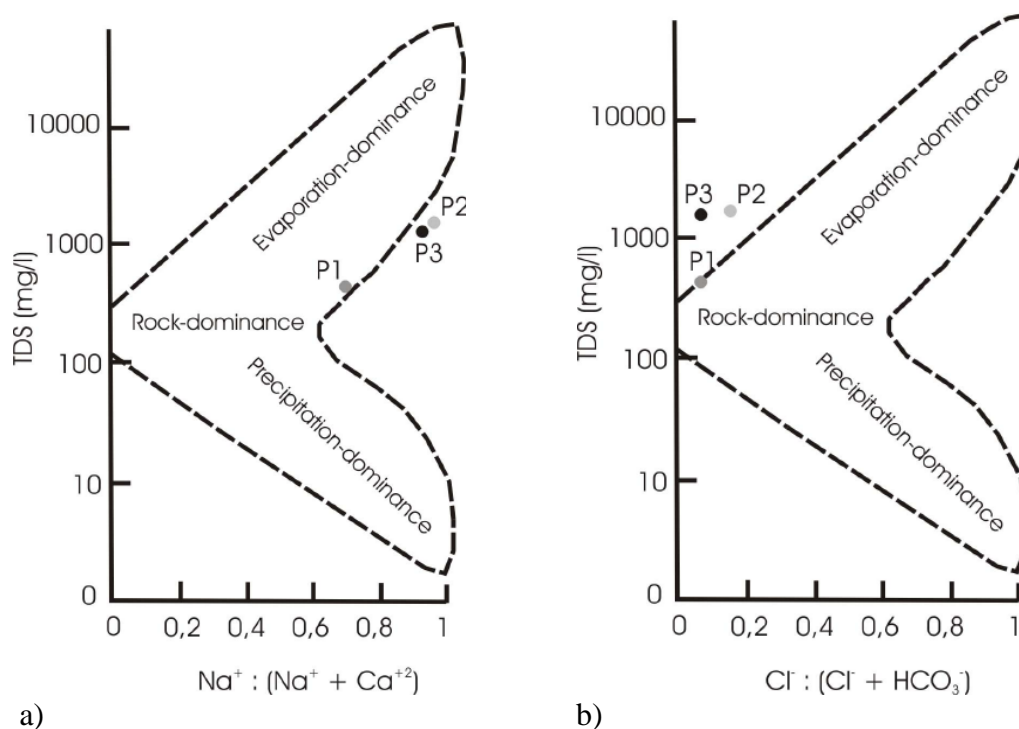 TDS (mg/l)
10000
1000
100
10
0
0
0,2
0,4
0,6
0,8
1
Evaporation-dominance
Rock-dominance
Precipitation-dominance
P1
P2
P3
Na⁺ : (Na⁺ + Ca⁺²)
a)
TDS (mg/l)
10000
1000
100
10
0
0
0,2
0,4
0,6
0,8
1
Evaporation-dominance
Rock-dominance
Precipitation-dominance
P3
P2
P1
Cl⁻ : (Cl⁻ + HCO₃⁻)
b)